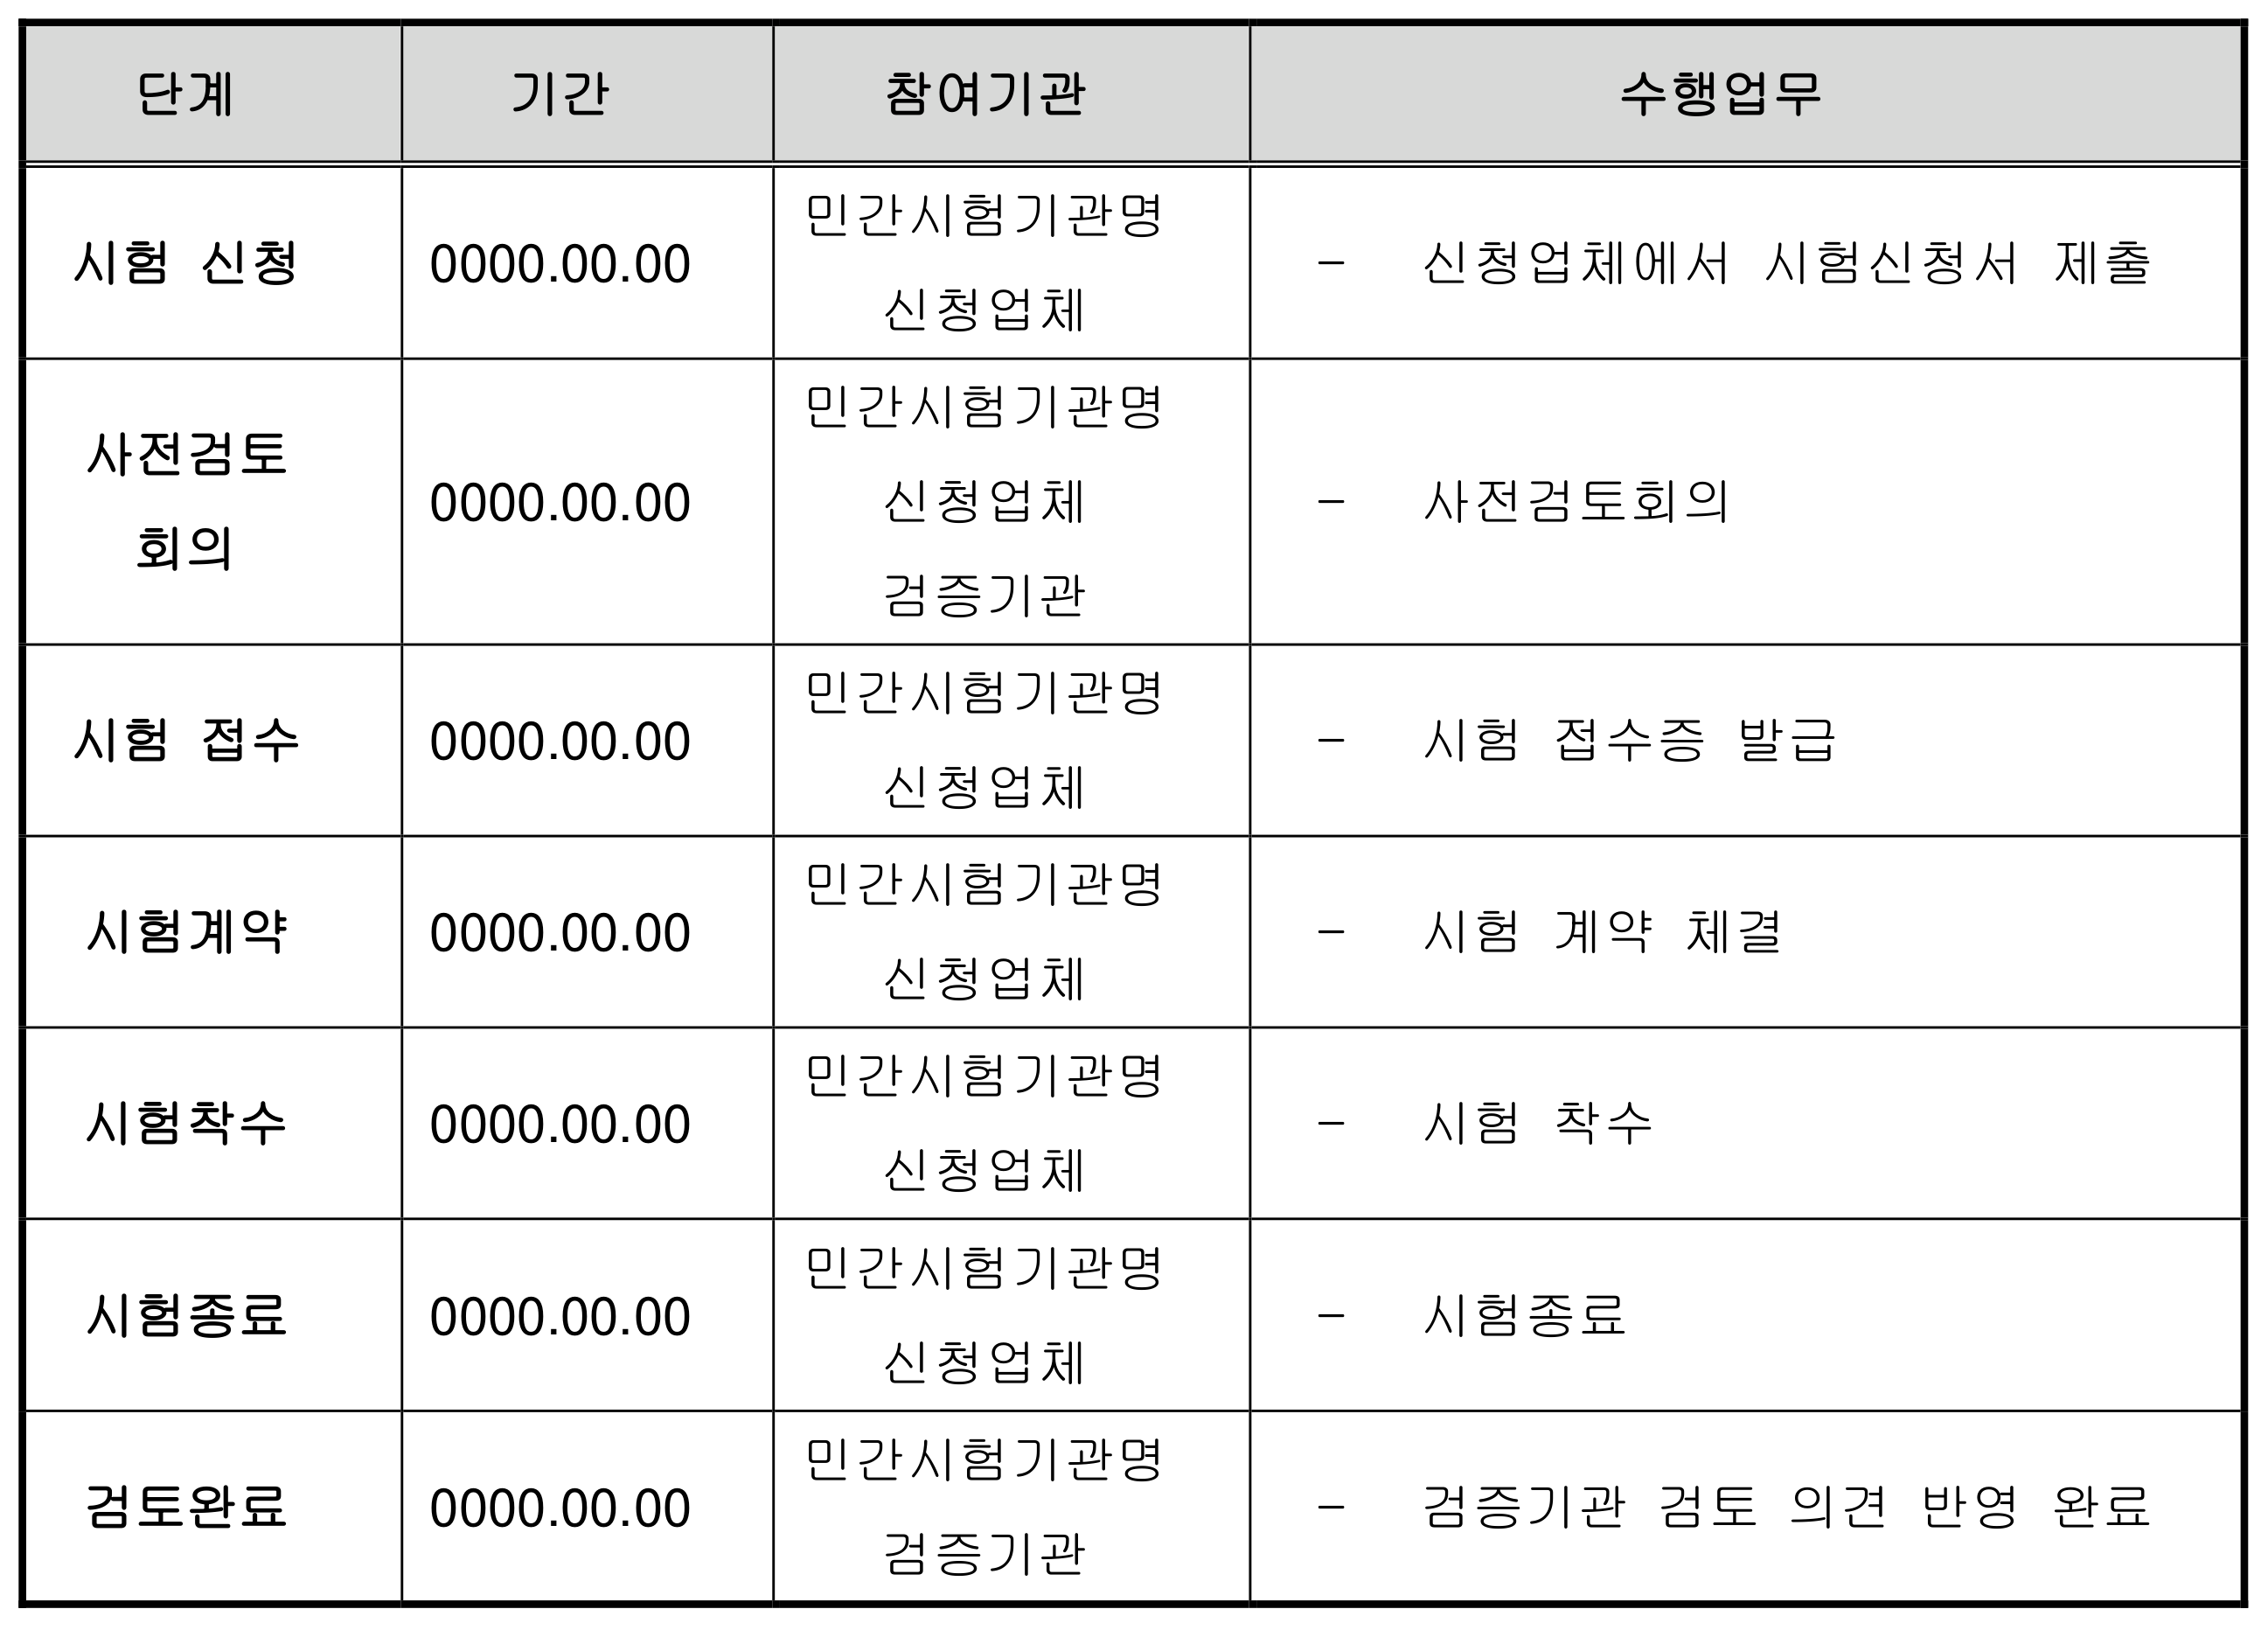 단계 기간 참여기관 수행업무
시험 신청 0000.00.00 민간시험기관명 - 신청업체에서 시험신청서 제출
신청업체
사전검토 0000.00.00 민간시험기관명 - 사전검토회의
회의 신청업체
검증기관
시험 접수 0000.00.00 민간시험기관명 - 시험 접수증 발급
신청업체
시험계약 0000.00.00 민간시험기관명 - 시험 계약 체결
신청업체
시험착수 0000.00.00 민간시험기관명 - 시험 착수
신청업체
시험종료 0000.00.00 민간시험기관명 - 시험종료
신청업체
검토완료 0000.00.00 민간시험기관명 - 검증기관 검토 의견 반영 완료
검증기관